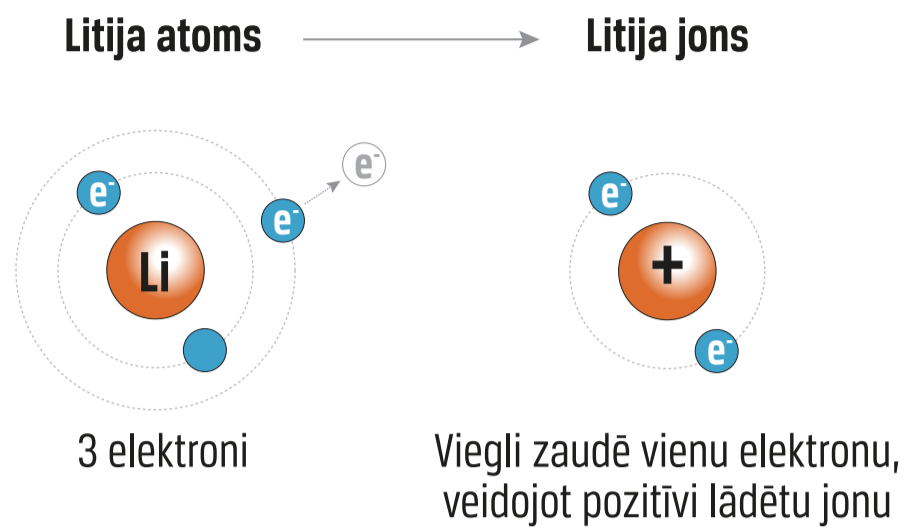 Litija atoms
Litija jons
e-
e-
e-
Li
3 elektroni
e-
+
e-
Viegli zaudē vienu elektronu,
veidojot pozitīvi lādētu jonu